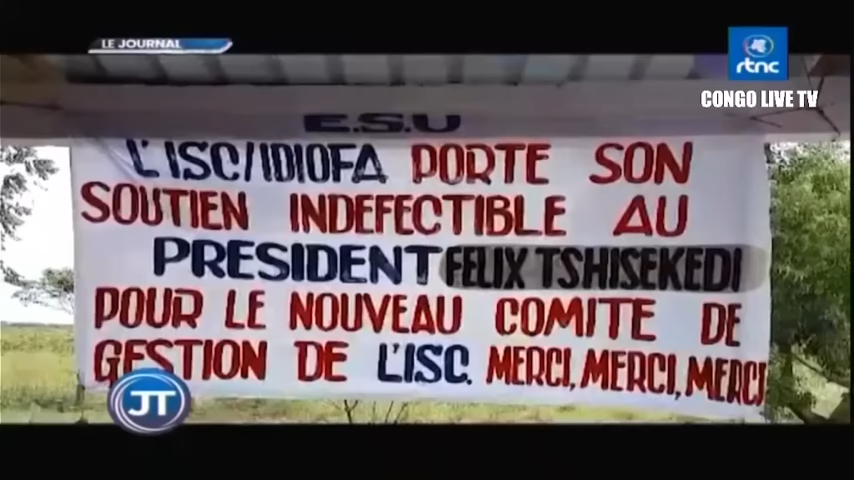 LE JOURNAL
rtnc
CONGO LIVE TV
E.S.U
L'ISC/IDIOFA PORTE SON
SOUTIEN INDEFECTIBLE AU
PRESIDENT FELIX TSHISEKEDI
POUR LE NOUVEAU COMITE DE
GESTION DE L'ISC. MERCI, MERCI, MERCI
JT